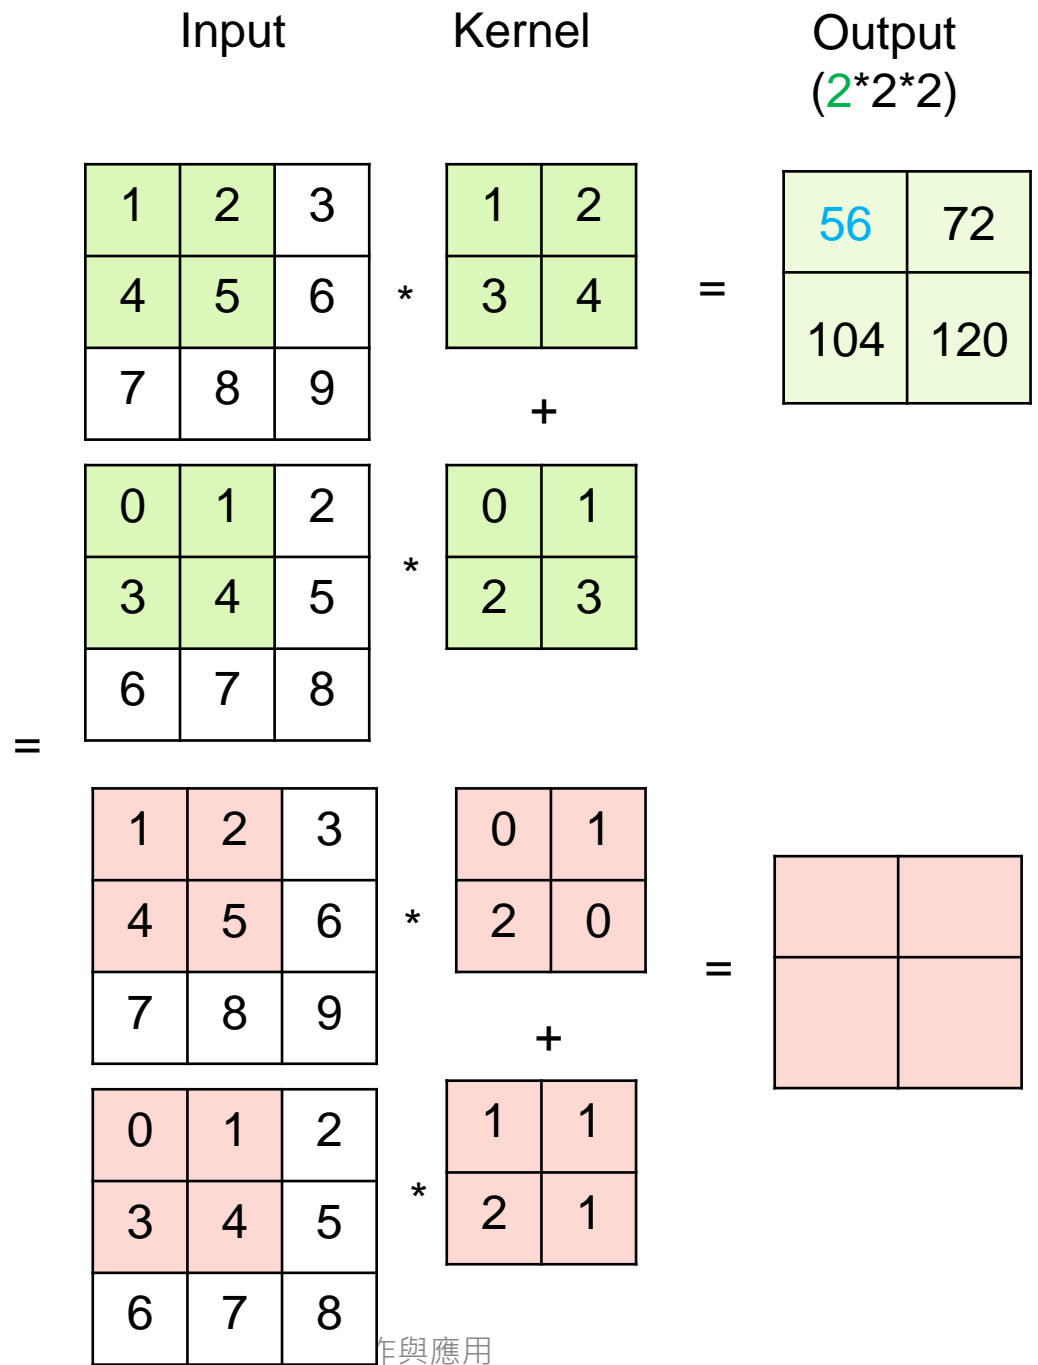 Input Kernel Output
(2*2*2)
1 2 3 1 2 56 72
4 5 6 * 3 4 = 104 120
7 8 9
+
0 1 2 0 1
3 4 5 * 2 3
6 7 8
=
1 2 3 0 1
4 5 6 * 2 0 =
7 8 9
+
0 1 2 1 1
3 4 5 * 2 1
6 7 8
作與應用